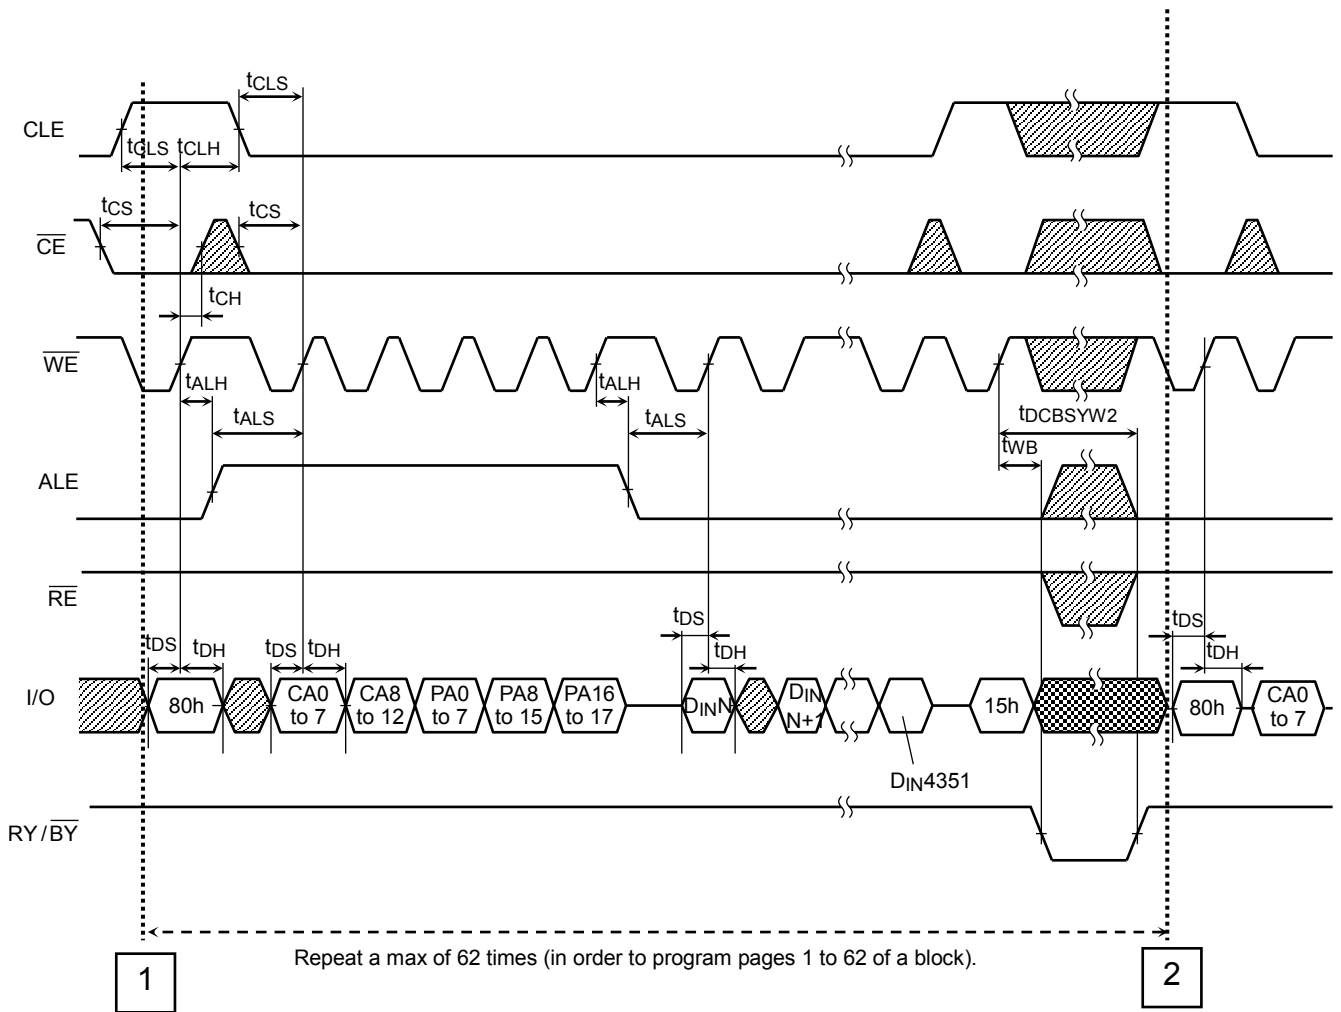 tCLS
CLE
tCLS tCLH
tCS tCS
CE
tCH
WE
tALH tALH
tALS tALS
tDCBSYW2
tWB
ALE
RE
tDS tDH tDS tDH tDS tDH tDS tDH
I/O
80h
CA0 to 7
CA8 to 12
PA0 to 7
PA8 to 15
PA16 to 17
DINN
DIN N+1
15h
80h
CA0 to 7
DIN4351
RY/BY
Repeat a max of 62 times (in order to program pages 1 to 62 of a block).
1
2